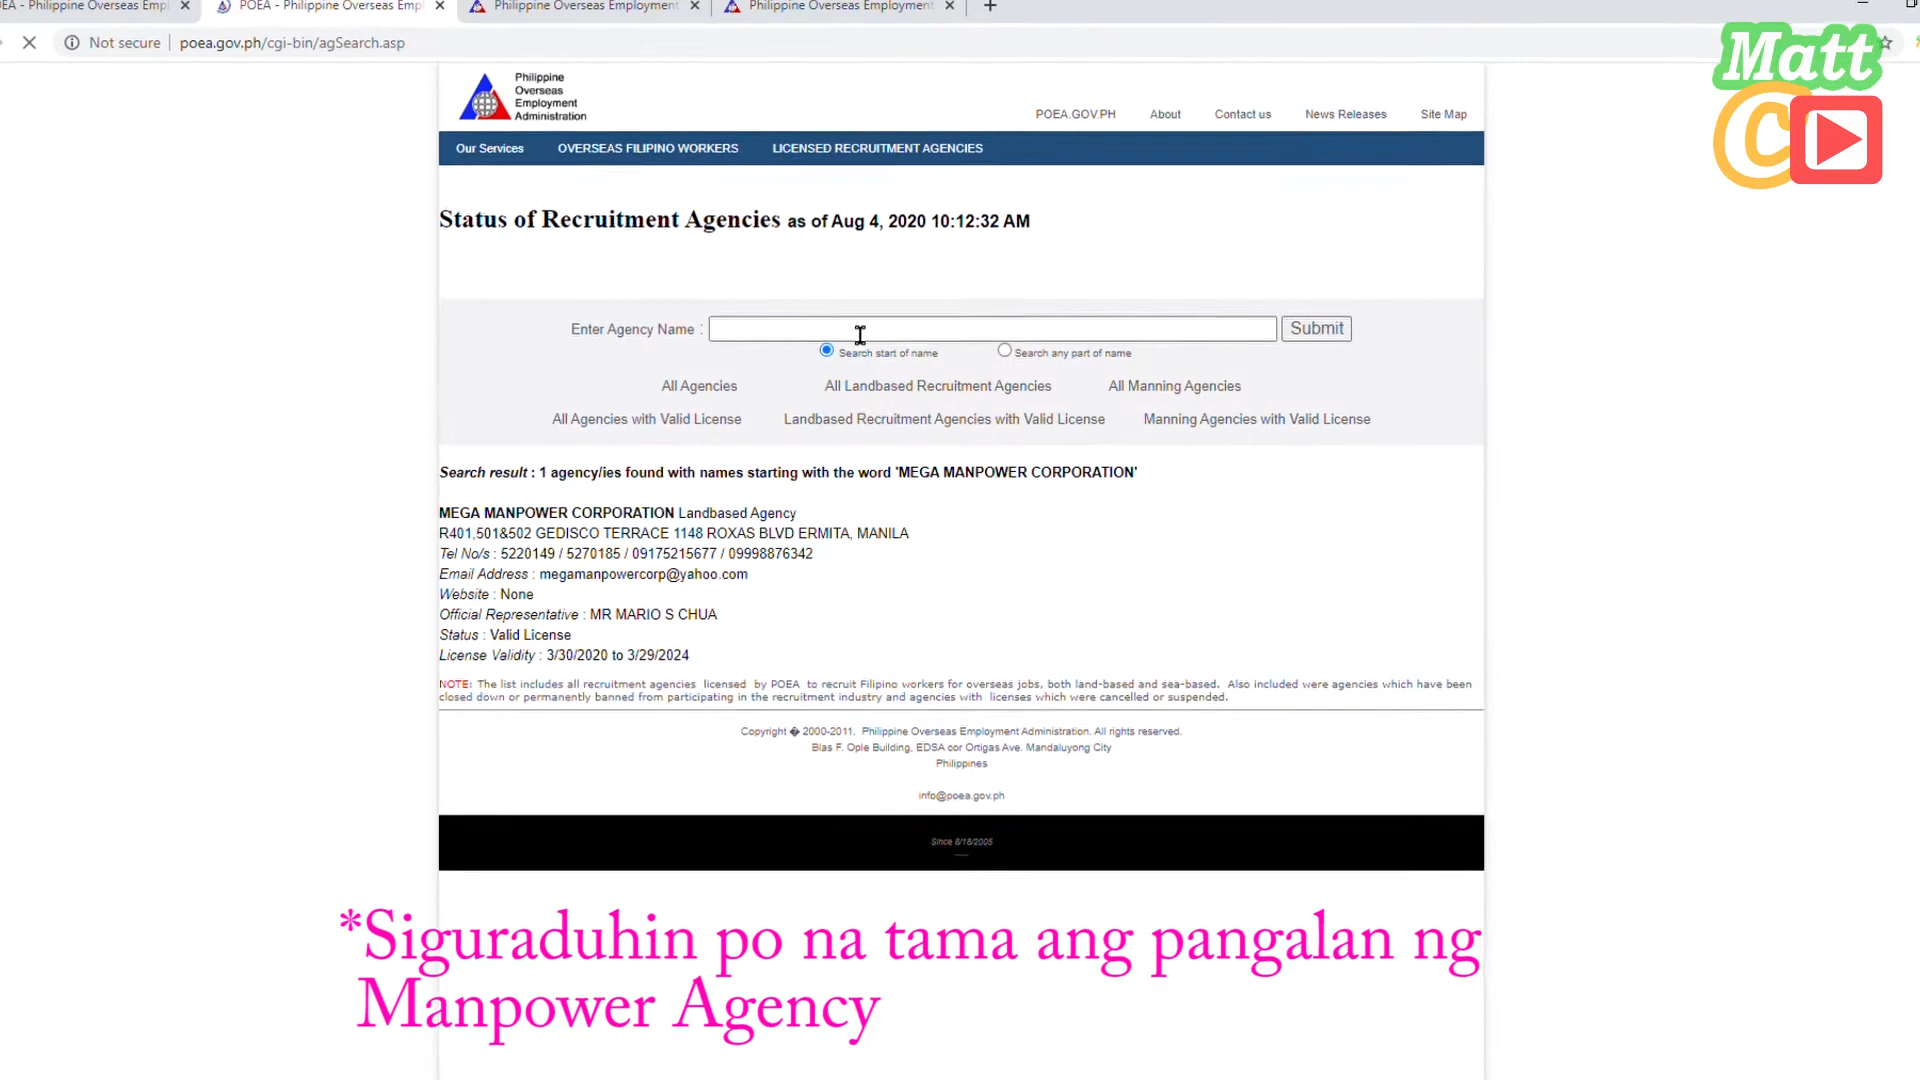 EA - Philippine Overseas Empl
POEA - Philippine Overseas Empl
Philippine Overseas Employment
Philippine Overseas Employment
Not secure
poea.gov.ph/cgi-bin/agSearch.asp
Matt
C
Philippine
Overseas
Employment
Administration
POEA.GOV.PH About Contact us News Releases Site Map
Our Services OVERSEAS FILIPINO WORKERS LICENSED RECRUITMENT AGENCIES
Status of Recruitment Agencies as of Aug 4, 2020 10:12:32 AM
Enter Agency Name : Submit
Search start of name Search any part of name
All Agencies All Landbased Recruitment Agencies All Manning Agencies
All Agencies with Valid License Landbased Recruitment Agencies with Valid License Manning Agencies with Valid License
Search result : 1 agency/ies found with names starting with the word 'MEGA MANPOWER CORPORATION'
MEGA MANPOWER CORPORATION Landbased Agency
R401,501&502 GEDISCO TERRACE 1148 ROXAS BLVD ERMITA, MANILA
Tel No/s : 5220149 / 5270185 / 09175215677 / 09998876342
Email Address : megamanpowercorp@yahoo.com
Website : None
Official Representative : MR MARIO S CHUA
Status : Valid License
License Validity : 3/30/2020 to 3/29/2024
NOTE: The list includes all recruitment agencies licensed by POEA to recruit Filipino workers for overseas jobs, both land-based and sea-based. Also included were agencies which have been
closed down or permanently banned from participating in the recruitment industry and agencies with licenses which were cancelled or suspended.
Copyright � 2000-2011. Philippine Overseas Employment Administration. All rights reserved.
Blas F. Ople Building, EDSA cor Ortigas Ave. Mandaluyong City
Philippines
info@poea.gov.ph
Since 8/18/2005
*Siguraduhin po na tama ang pangalan ng
Manpower Agency